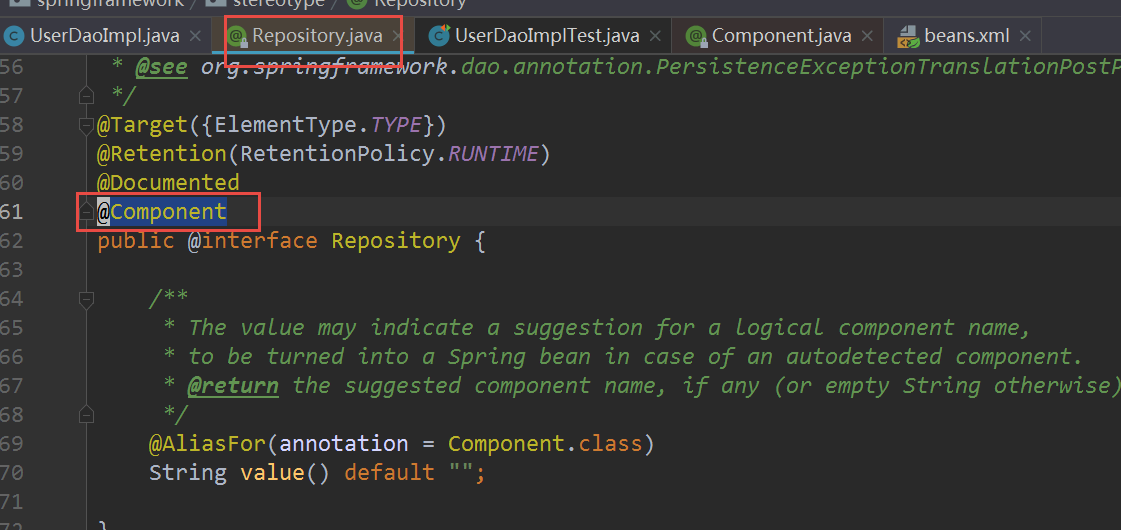 springframework stereotype Repository
UserDaoImpl.java Repository.java UserDaoImplTest.java Component.java beans.xml
56 * @see org.springframework.dao.annotation.PersistenceExceptionTranslationPostP
57 */
58 @Target({ElementType.TYPE})
59 @Retention(RetentionPolicy.RUNTIME)
60 @Documented
61 @Component
62 public @interface Repository {
63
64 /**
65 * The value may indicate a suggestion for a logical component name,
66 * to be turned into a Spring bean in case of an autodetected component.
67 * @return the suggested component name, if any (or empty String otherwise)
68 */
69 @AliasFor(annotation = Component.class)
70 String value() default "";
71
72 }